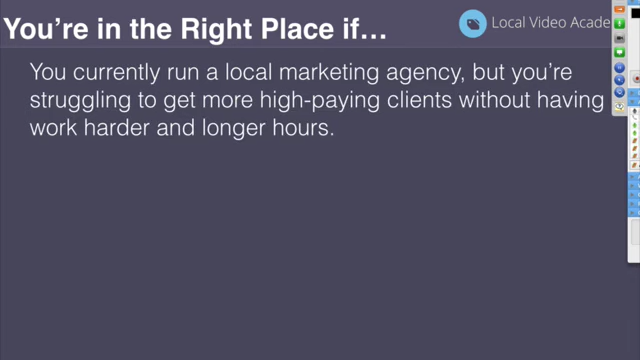 You're in the Right Place if...
Local Video Acade
You currently run a local marketing agency, but you're
struggling to get more high-paying clients without having
work harder and longer hours.